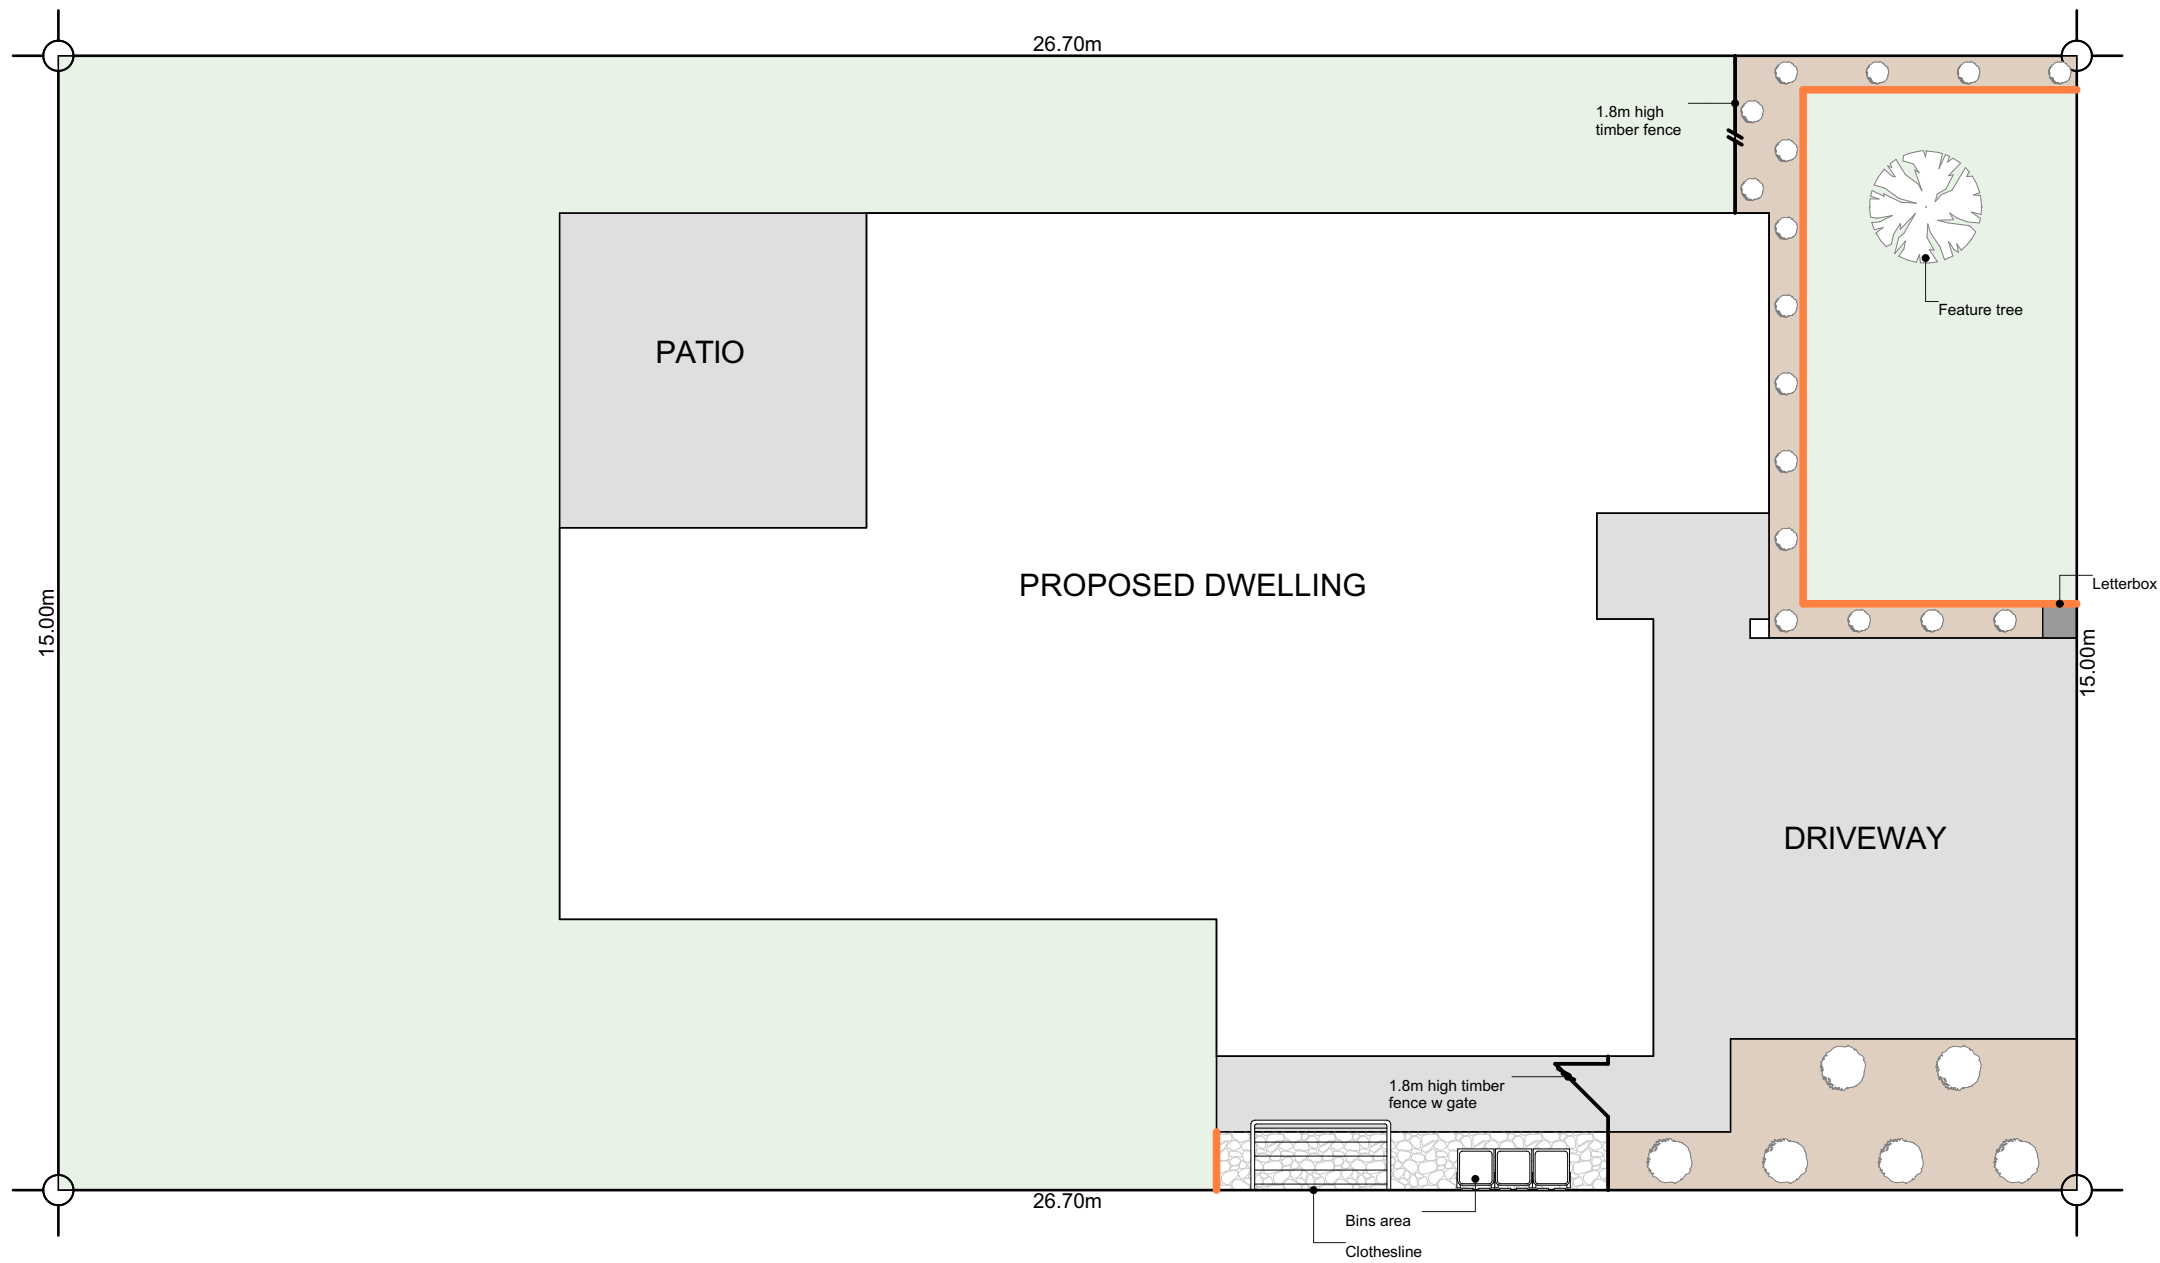 26.70m
1.8m high
timber fence
Feature tree
PATIO
PROPOSED DWELLING
Letterbox
15.00m
15.00m
DRIVEWAY
1.8m high timber
fence w gate
26.70m
Bins area
Clothesline